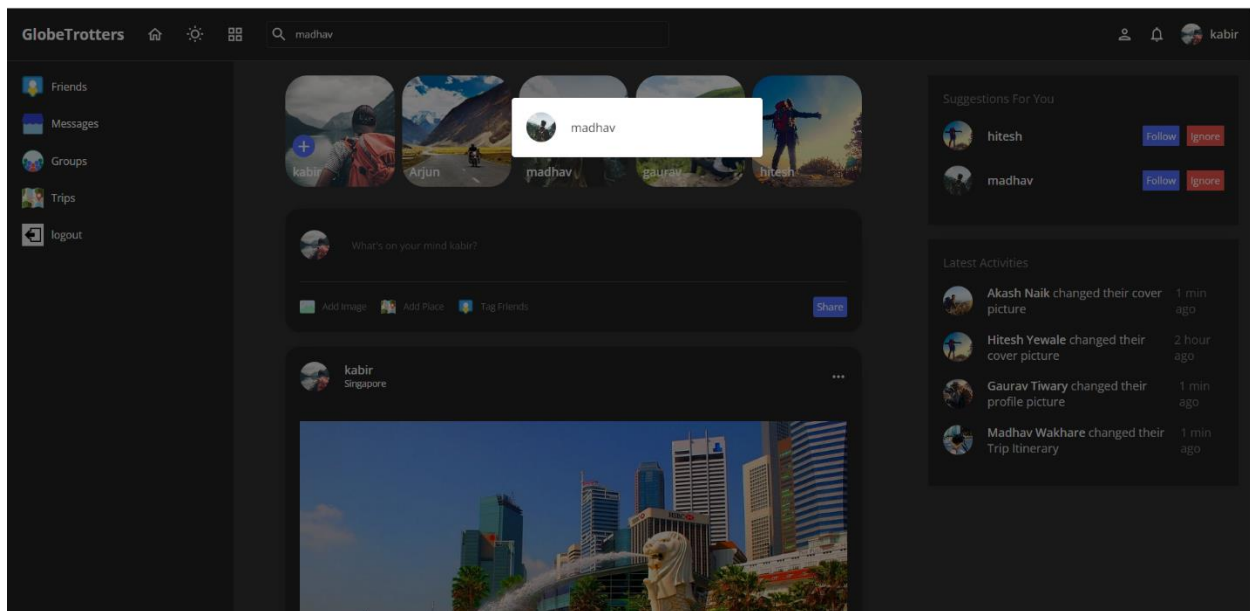 GlobeTrotters
madhav
kabir
Friends
Messages
Groups
Trips
logout
kabir
Arjun
madhav
gaurav
hitesh
madhav
What's on your mind kabir?
Add Image
Add Place
Tag Friends
Share
kabir
Singapore
HSBC
Suggestions For You
hitesh
Follow
Ignore
madhav
Follow
Ignore
Latest Activities
Akash Naik changed their cover
picture
1 min
ago
Hitesh Yewale changed their
cover picture
2 hour
ago
Gaurav Tiwary changed their
profile picture
1 min
ago
Madhav Wakhare changed their
Trip Itinerary
1 min
ago